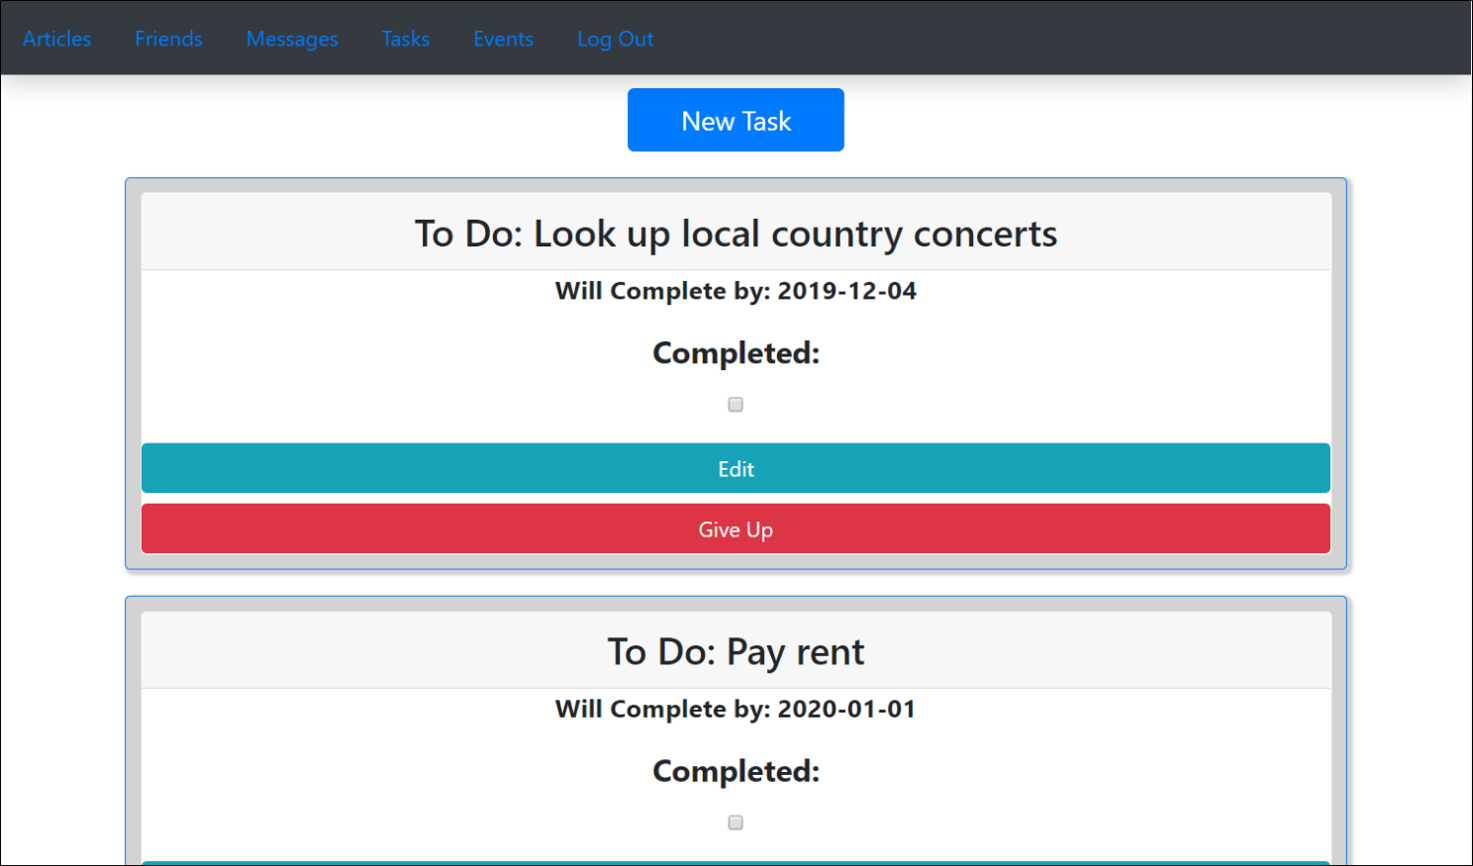 Articles Friends Messages Tasks Events Log Out
New Task
To Do: Look up local country concerts
Will Complete by: 2019-12-04
Completed:
Edit
Give Up
To Do: Pay rent
Will Complete by: 2020-01-01
Completed: